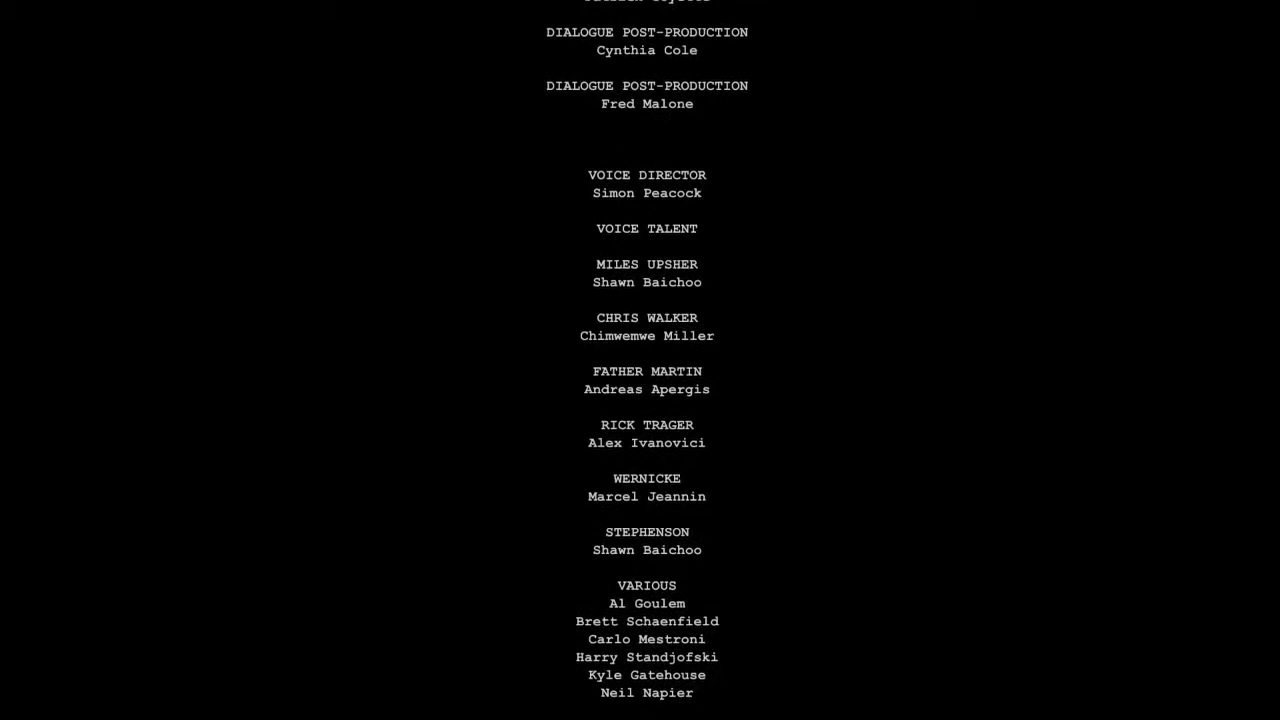 DIALOGUE POST-PRODUCTION
Cynthia Cole
DIALOGUE POST-PRODUCTION
Fred Malone
VOICE DIRECTOR
Simon Peacock
VOICE TALENT
MILES UPSHER
Shawn Baichoo
CHRIS WALKER
Chimwemwe Miller
FATHER MARTIN
Andreas Apergis
RICK TRAGER
Alex Ivanovici
WERNICKE
Marcel Jeannin
STEPHENSON
Shawn Baichoo
VARIOUS
Al Goulem
Brett Schaenfield
Carlo Mestroni
Harry Standjofski
Kyle Gatehouse
Neil Napier